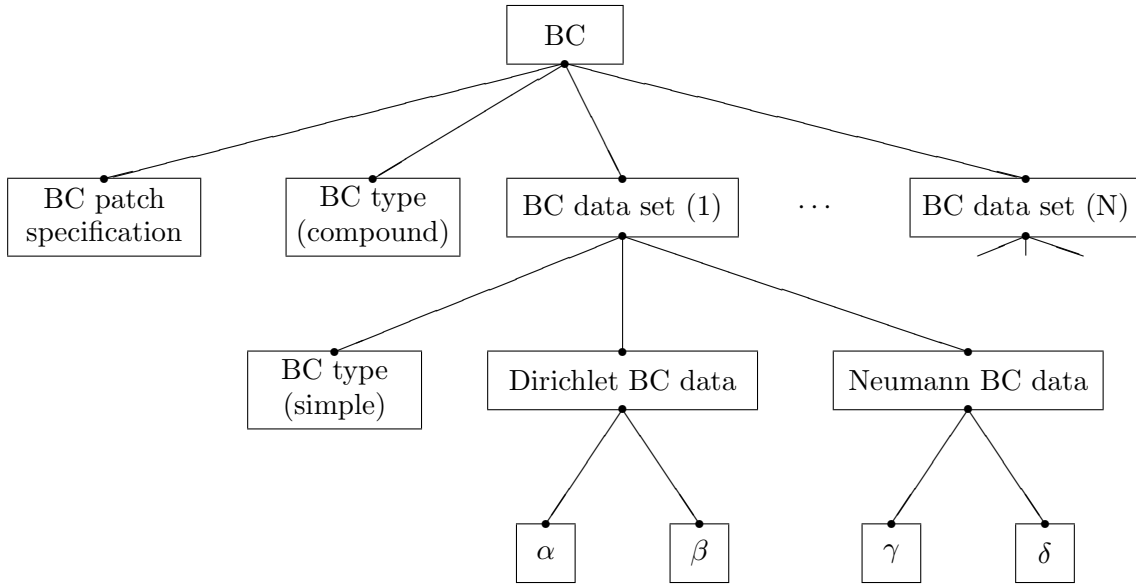 BC
BC patch
specification
BC type
(compound)
BC data set (1)
. . .
BC data set (N)
BC type
(simple)
Dirichlet BC data
Neumann BC data
α
β
γ
δ